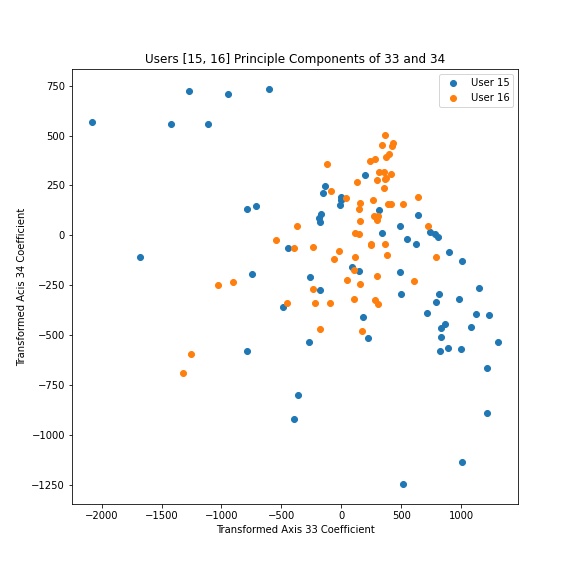 Users [15, 16] Principle Components of 33 and 34
User 15
User 16
750
500
250
0
−250
−500
−750
−1000
−1250
Transformed Acis 34 Coefficient
−2000 −1500 −1000 −500 0 500 1000
Transformed Axis 33 Coefficient